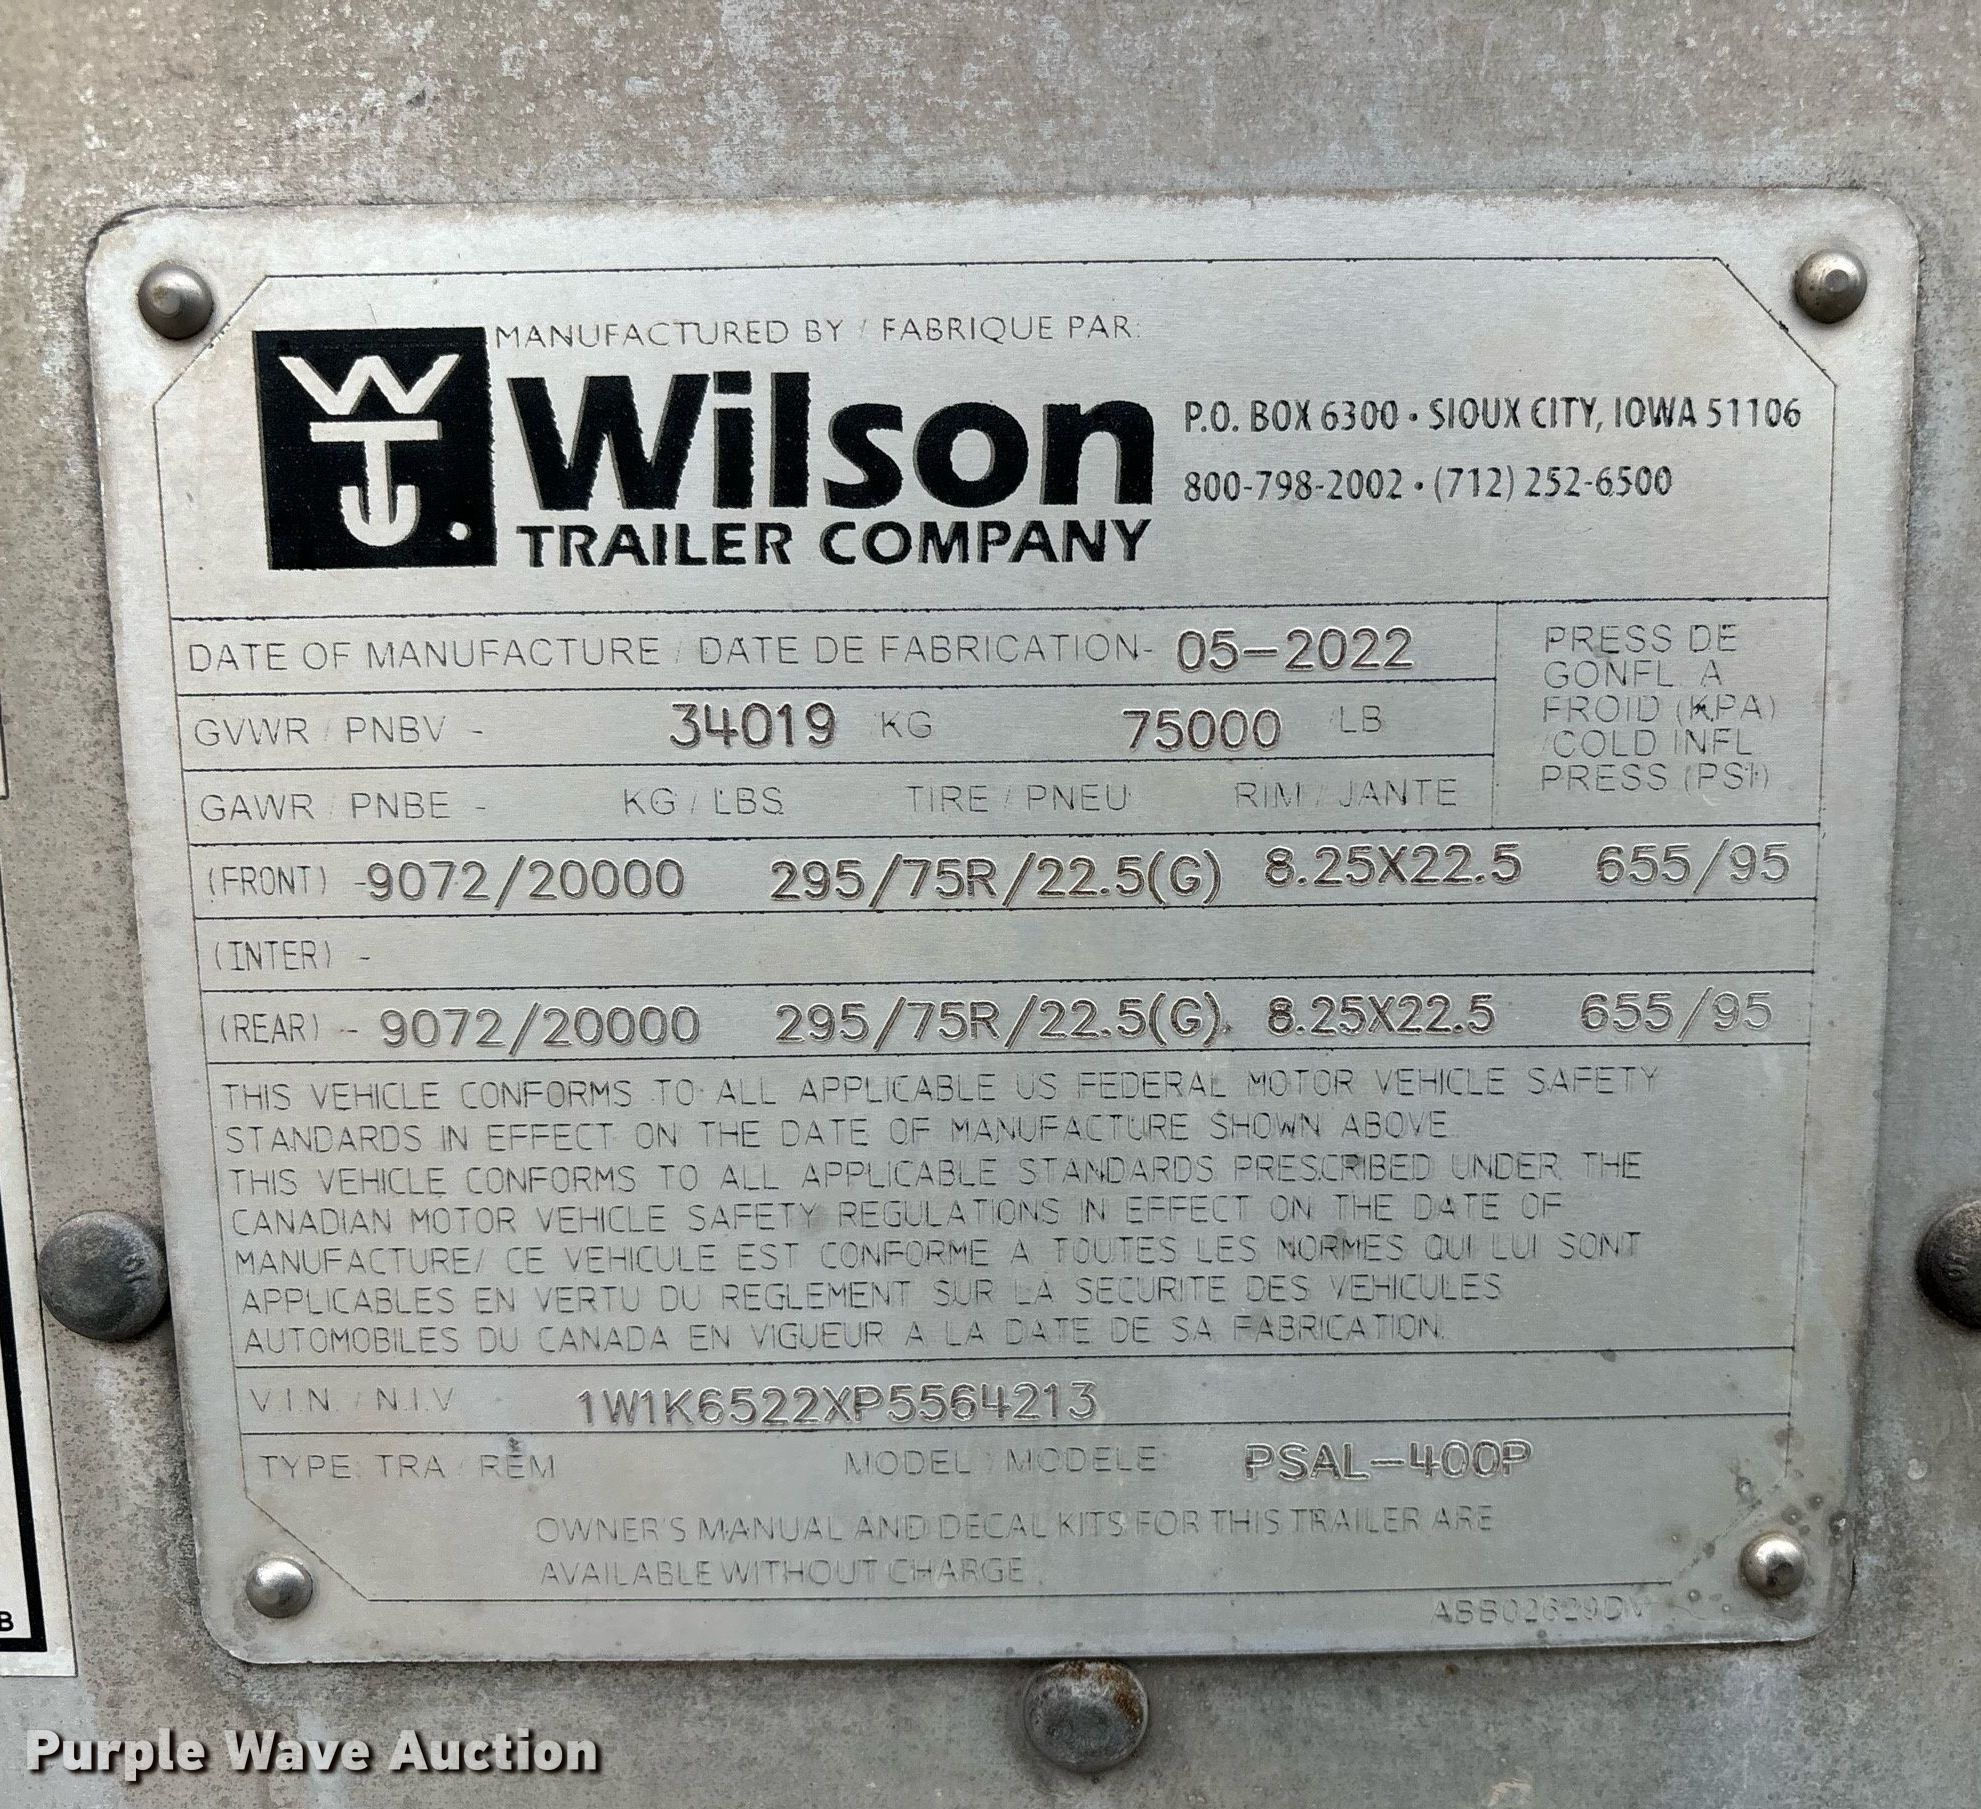 MANUFACTURED BY / FABRIQUE PAR:
WT
Wilson
TRAILER COMPANY
P.O. BOX 6300 • SIOUX CITY, IOWA 51106
800-798-2002 • (712) 252-6500
DATE OF MANUFACTURE / DATE DE FABRICATION- 05-2022
GVWR / PNBV - 34019 KG 75000 /LB
GAWR / PNBE - KG / LBS TIRE / PNEU RIM / JANTE
PRESS DE
GONFL. A
FROID (KPA)
/COLD INFL
PRESS (PSI)
(FRONT) -9072/20000 295/75R/22.5(G) 8.25X22.5 655/95
(INTER) -
(REAR) - 9072/20000 295/75R/22.5(G) 8.25X22.5 655/95
THIS VEHICLE CONFORMS TO ALL APPLICABLE US FEDERAL MOTOR VEHICLE SAFETY
STANDARDS IN EFFECT ON THE DATE OF MANUFACTURE SHOWN ABOVE.
THIS VEHICLE CONFORMS TO ALL APPLICABLE STANDARDS PRESCRIBED UNDER THE
CANADIAN MOTOR VEHICLE SAFETY REGULATIONS IN EFFECT ON THE DATE OF
MANUFACTURE/ CE VEHICULE EST CONFORME A TOUTES LES NORMES QUI LUI SONT
APPLICABLES EN VERTU DU REGLEMENT SUR LA SECURITE DES VEHICULES
AUTOMOBILES DU CANADA EN VIGUEUR A LA DATE DE SA FABRICATION.
V.I.N. / N.I.V 1W1K6522XP5564213
TYPE: TRA / REM MODEL / MODELE: PSAL-400P
OWNER'S MANUAL AND DECAL KITS FOR THIS TRAILER ARE
AVAILABLE WITHOUT CHARGE.
B
Purple Wave Auction